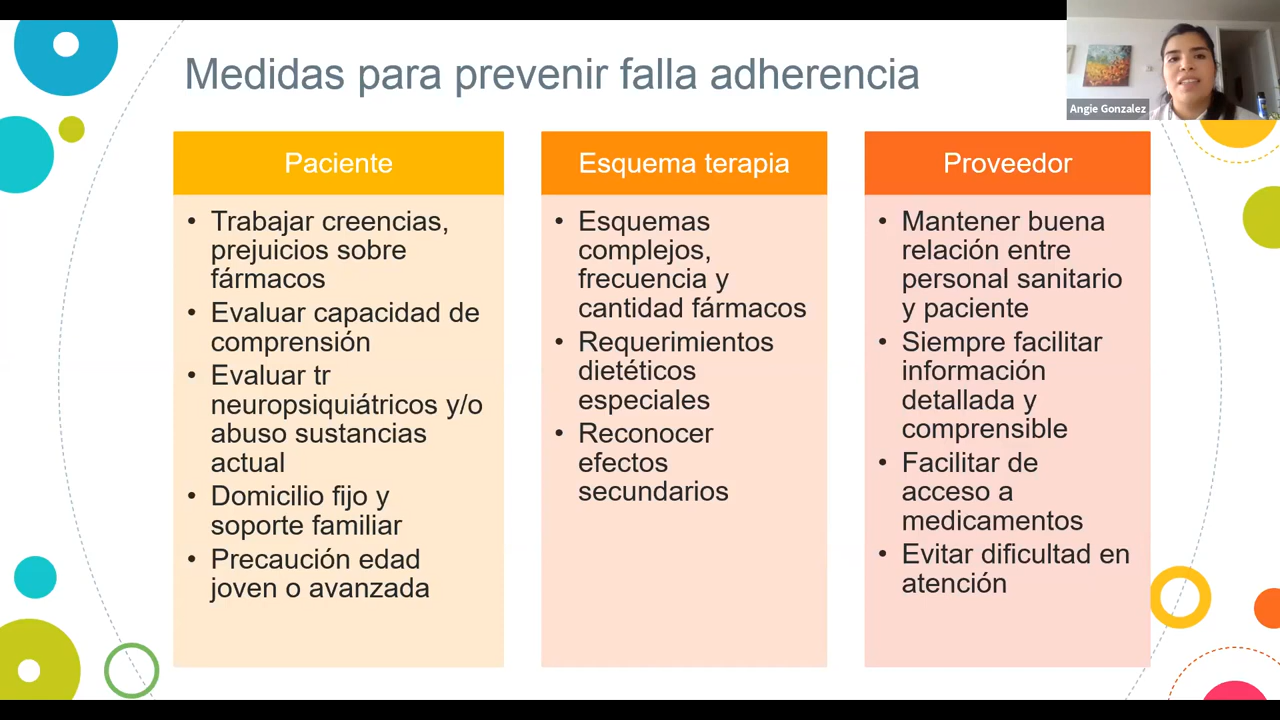 Medidas para prevenir falla adherencia
Angie Gonzalez
Paciente
• Trabajar creencias,
prejuicios sobre
fármacos
• Evaluar capacidad de
comprensión
• Evaluar tr
neuropsiquiátricos y/o
abuso sustancias
actual
• Domicilio fijo y
soporte familiar
• Precaución edad
joven o avanzada
Esquema terapia
• Esquemas
complejos,
frecuencia y
cantidad fármacos
• Requerimientos
dietéticos
especiales
• Reconocer
efectos
secundarios
Proveedor
• Mantener buena
relación entre
personal sanitario
y paciente
• Siempre facilitar
información
detallada y
comprensible
• Facilitar de
acceso a
medicamentos
• Evitar dificultad en
atención